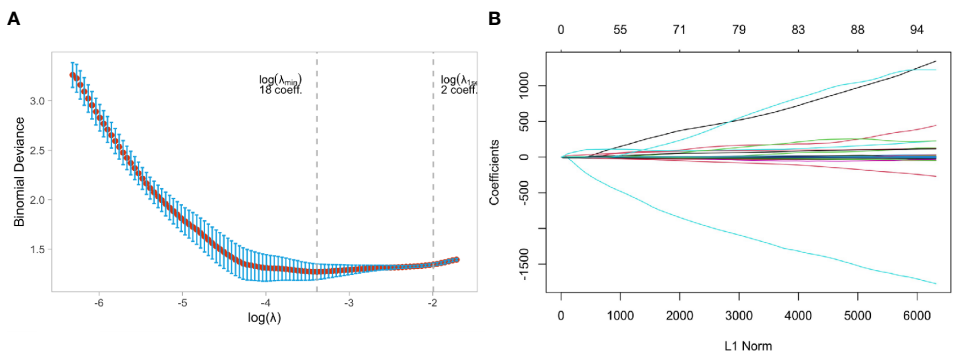 A
B
0 55 71 79 83 88 94
log(λmin)
18 coeff.
log(λ1se
2 coeff.
3.0
2.5
2.0
1.5
Binomial Deviance
-6 -5 -4 -3 -2
log(λ)
1000
500
0
-500
-1500
Coefficients
0 1000 2000 3000 4000 5000 6000
L1 Norm